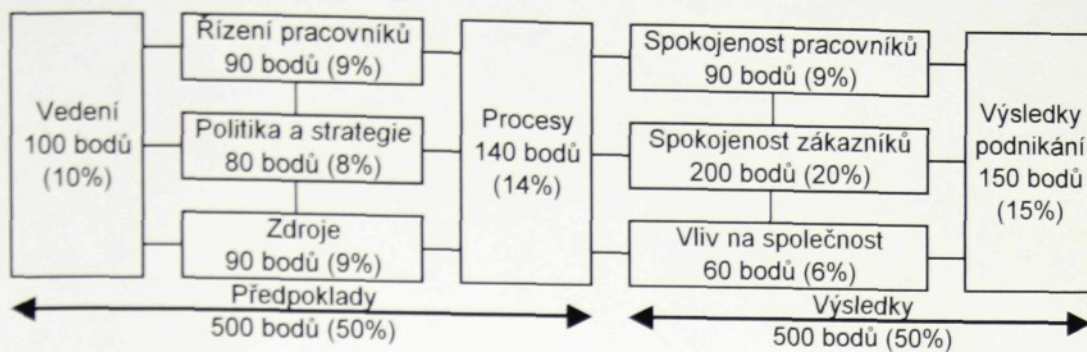 Vedení
100 bodů
(10%)
Řízení pracovníků
90 bodů (9%)
Politika a strategie
80 bodů (8%)
Zdroje
90 bodů (9%)
Procesy
140 bodů
(14%)
Spokojenost pracovníků
90 bodů (9%)
Spokojenost zákazníků
200 bodů (20%)
Vliv na společnost
60 bodů (6%)
Výsledky
podnikání
150 bodů
(15%)
Předpoklady
500 bodů (50%)
Výsledky
500 bodů (50%)